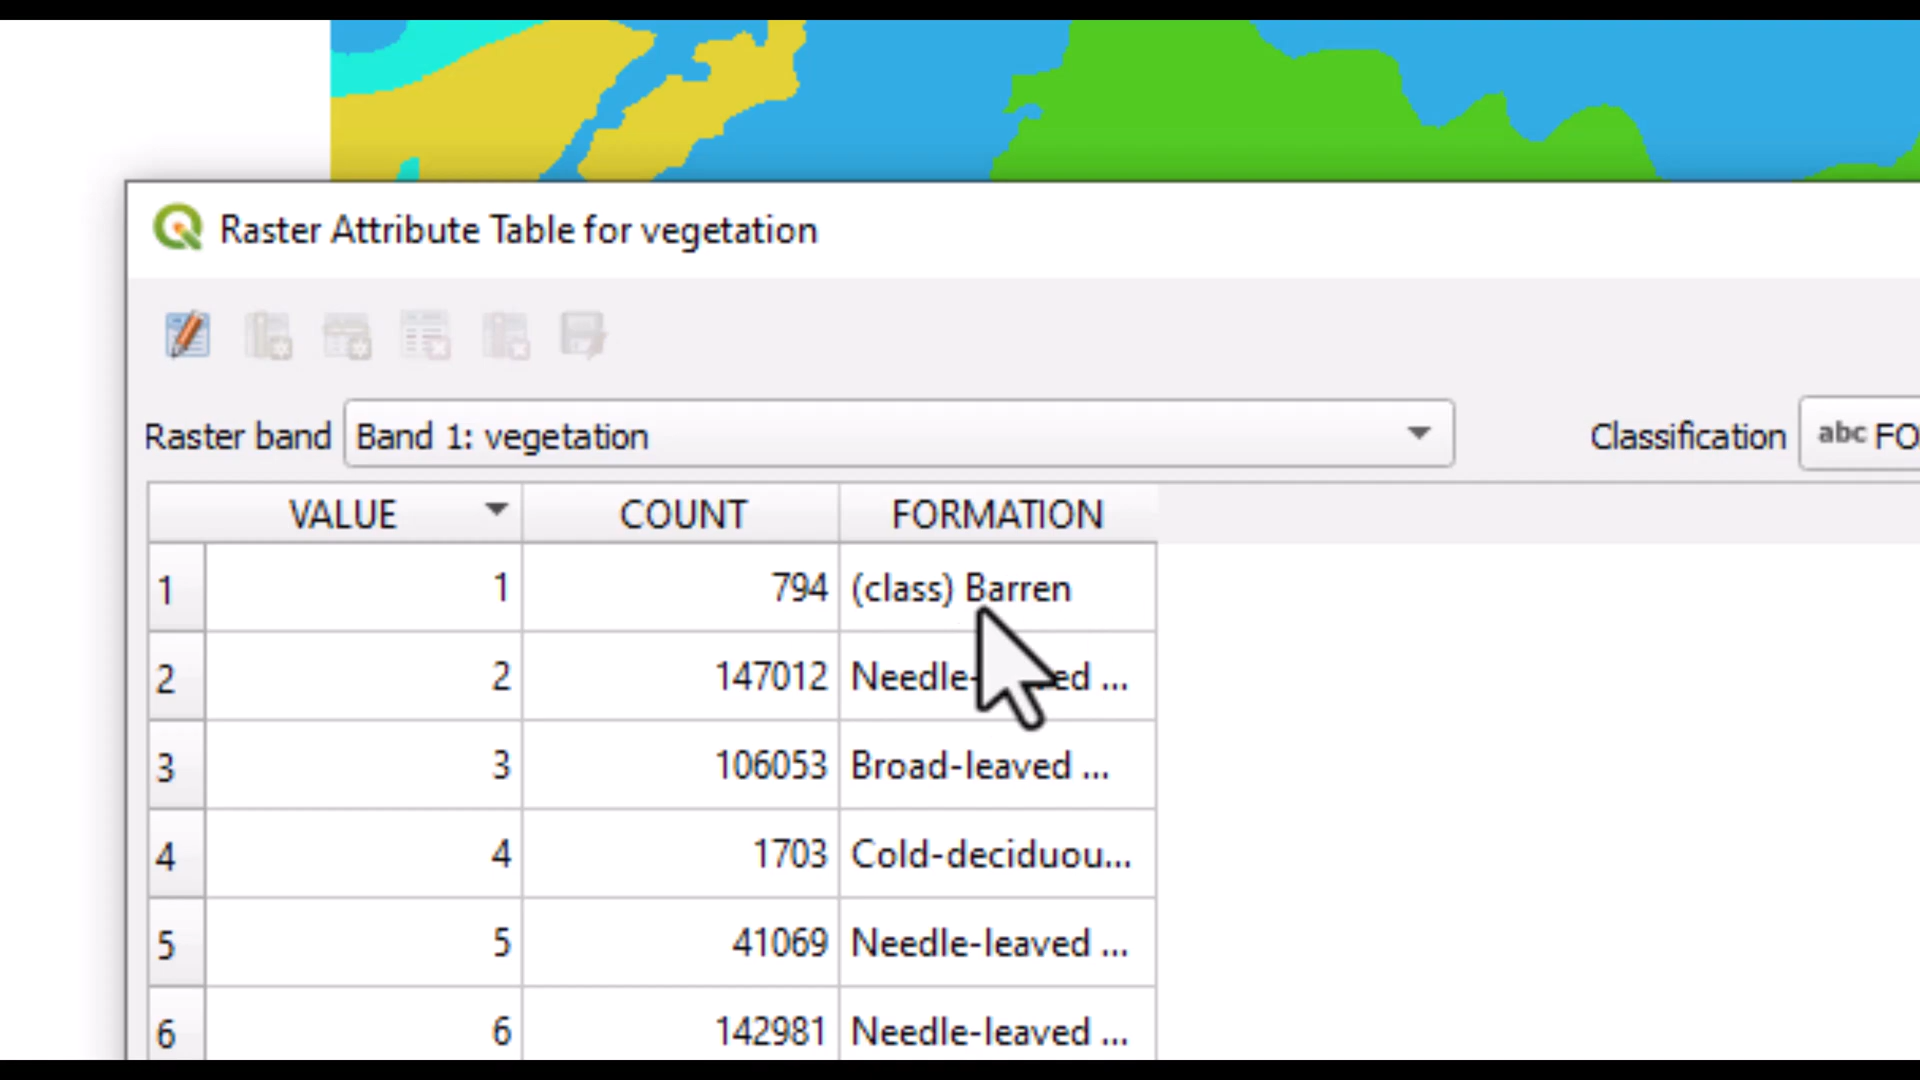 Raster Attribute Table for vegetation
Raster band Band 1: vegetation Classification abc FO
VALUE COUNT FORMATION
1 1 794 (class) Barren
2 2 147012 Needle-leaved ...
3 3 106053 Broad-leaved ...
4 4 1703 Cold-deciduou...
5 5 41069 Needle-leaved ...
6 6 142981 Needle-leaved ...